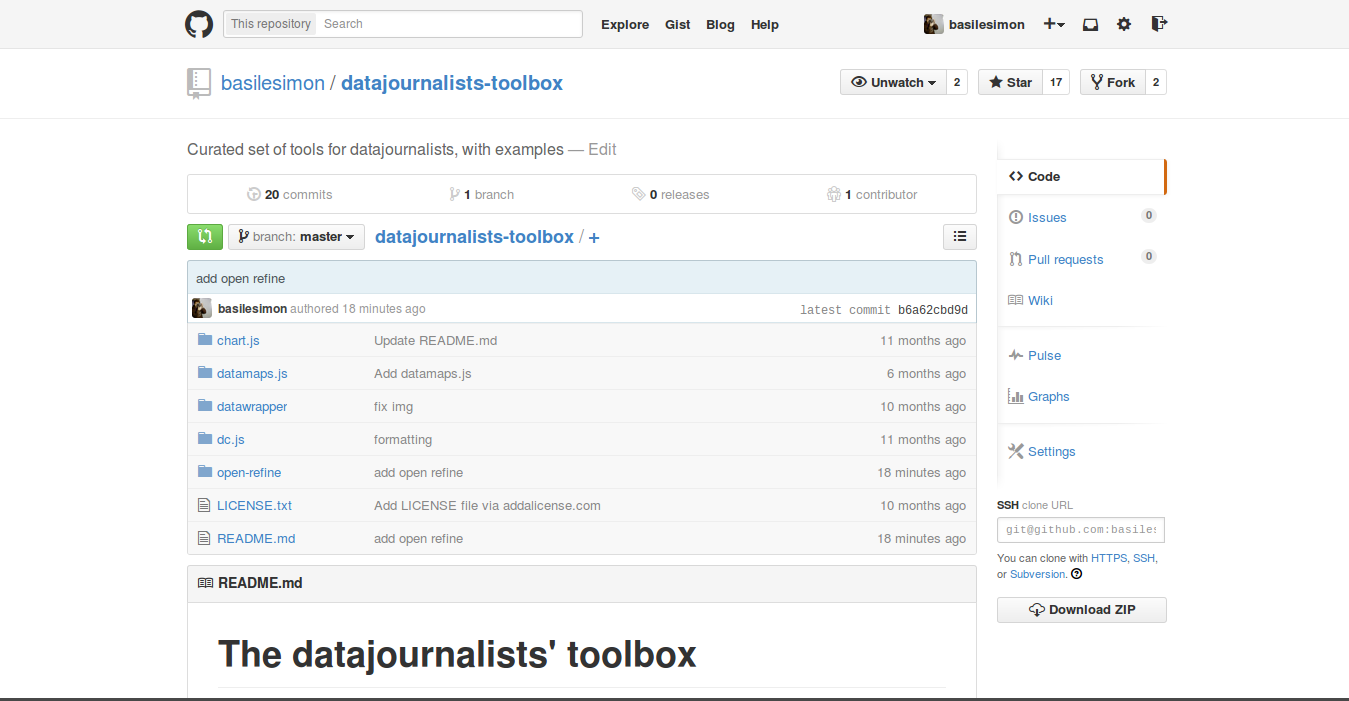 This repository Search Explore Gist Blog Help basilesimon
basilesimon / datajournalists-toolbox Unwatch 2 Star 17 Fork 2
Curated set of tools for datajournalists, with examples — Edit
20 commits 1 branch 0 releases 1 contributor
branch: master datajournalists-toolbox / +
add open refine
basilesimon authored 18 minutes ago latest commit b6a62cbd9d
chart.js Update README.md 11 months ago
datamaps.js Add datamaps.js 6 months ago
datawrapper fix img 10 months ago
dc.js formatting 11 months ago
open-refine add open refine 18 minutes ago
LICENSE.txt Add LICENSE file via addalicense.com 10 months ago
README.md add open refine 18 minutes ago
README.md
The datajournalists' toolbox
Code
Issues 0
Pull requests 0
Wiki
Pulse
Graphs
Settings
SSH clone URL
git@github.com:basiles
You can clone with HTTPS, SSH,
or Subversion.
Download ZIP